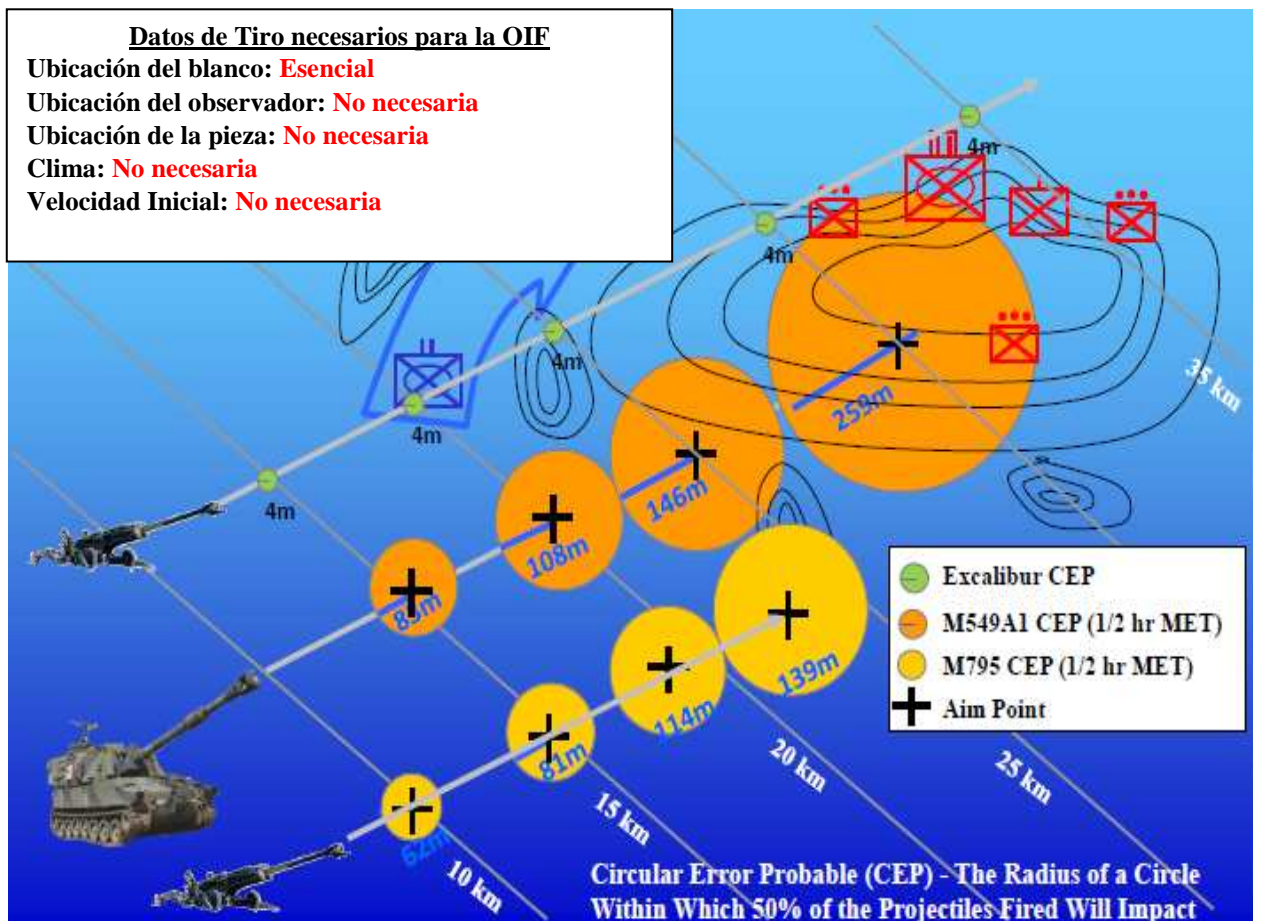 Datos de Tiro necesarios para la OIF
Ubicación del blanco: Esencial
Ubicación del observador: No necesaria
Ubicación de la pieza: No necesaria
Clima: No necesaria
Velocidad Inicial: No necesaria
4m
4m
4m
4m
4m
35 km
259m
146m
108m
139m
114m
81m
62m
Excalibur CEP
M549A1 CEP (1/2 hr MET)
M795 CEP (1/2 hr MET)
Aim Point
25 km
20 km
15 km
10 km
Circular Error Probable (CEP) - The Radius of a Circle
Within Which 50% of the Projectiles Fired Will Impact